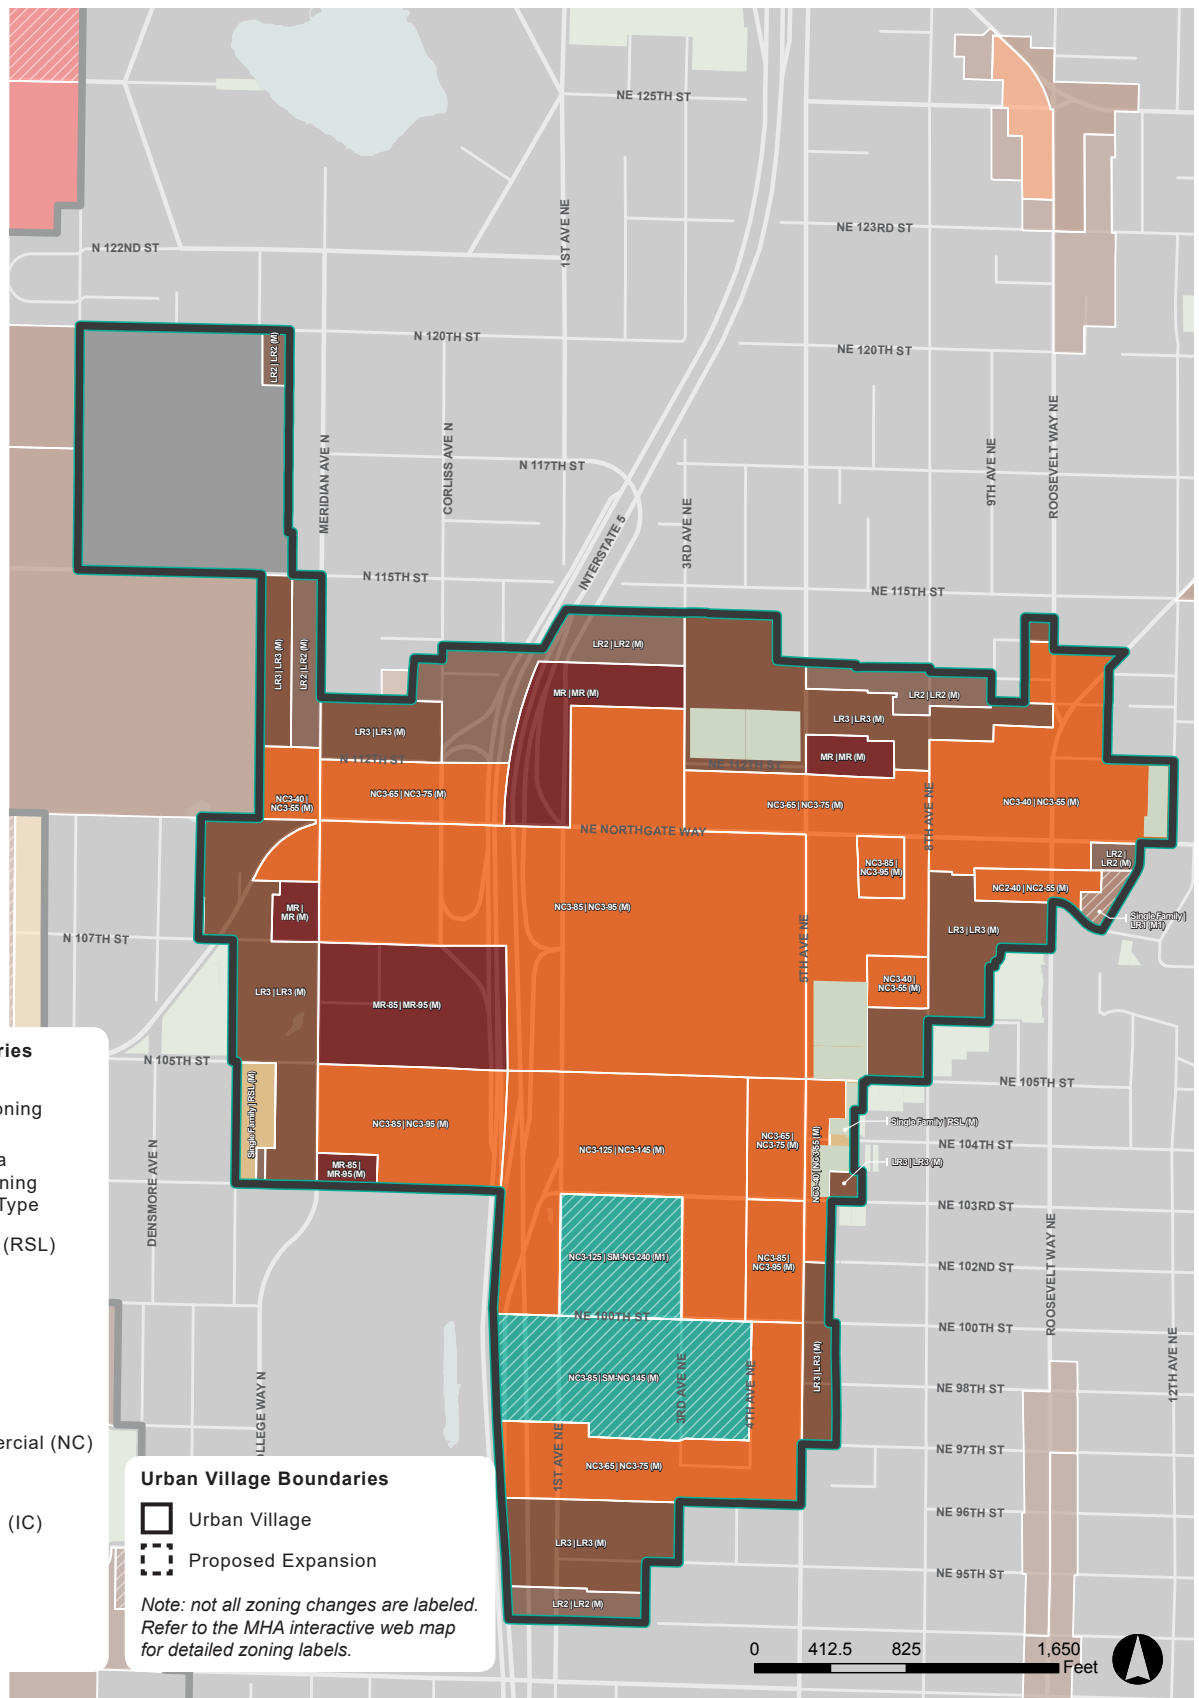 NE 125TH ST
1ST AVE NE
NE 123RD ST
N 122ND ST
N 120TH ST
NE 120TH ST
LR2 | LR2 (M)
MERIDIAN AVE N
CORLISS AVE N
N 117TH ST
INTERSTATE 5
3RD AVE NE
9TH AVE NE
ROOSEVELT WAY NE
N 115TH ST
NE 115TH ST
LR3 | LR3 (M)
LR2 | LR2 (M)
LR2 | LR2 (M)
MR | MR (M)
LR2 | LR2 (M)
LR3 | LR3 (M)
LR3 | LR3 (M)
MR | MR (M)
N 112TH ST
NE 112TH ST
NC3-40 |
NC3-55 (M)
NC3-65 | NC3-75 (M)
NC3-65 | NC3-75 (M)
NC3-40 | NC3-55 (M)
8TH AVE NE
NE NORTHGATE WAY
NC3-85 |
NC3-95 (M)
LR2 |
LR2 (M)
NC2-40 | NC2-55 (M)
MR |
MR (M)
NC3-85 | NC3-95 (M)
Single Family |
LR1 (M1)
LR3 | LR3 (M)
N 107TH ST
5TH AVE NE
LR3 | LR3 (M)
MR-85 | MR-95 (M)
NC3-40 |
NC3-55 (M)
N 105TH ST
NE 105TH ST
Single Family | RSL (M)
NC3-85 | NC3-95 (M)
NC3-125 | NC3-145 (M)
NC3-65 |
NC3-75 (M)
NC3-40 | NC3-55 (M)
Single Family | RSL (M)
NE 104TH ST
LR3 | LR3 (M)
MR-85 |
MR-95 (M)
DENSMORE AVE N
NE 103RD ST
NC3-125 | SM-NG 240 (M1)
NC3-85 |
NC3-95 (M)
NE 102ND ST
ROOSEVELT WAY NE
NE 100TH ST
NE 100TH ST
NC3-85 | SM-NG 145 (M)
3RD AVE NE
4TH AVE NE
LR3 | LR3 (M)
12TH AVE NE
NE 98TH ST
OLLEGE WAY N
NE 97TH ST
1ST AVE NE
NC3-65 | NC3-75 (M)
NE 96TH ST
LR3 | LR3 (M)
NE 95TH ST
LR2 | LR2 (M)
ries
oning
a
ning
Type
(RSL)
ercial (NC)
(IC)
Urban Village Boundaries
Urban Village
Proposed Expansion
Note: not all zoning changes are labeled.
Refer to the MHA interactive web map
for detailed zoning labels.
0 412.5 825 1,650
Feet